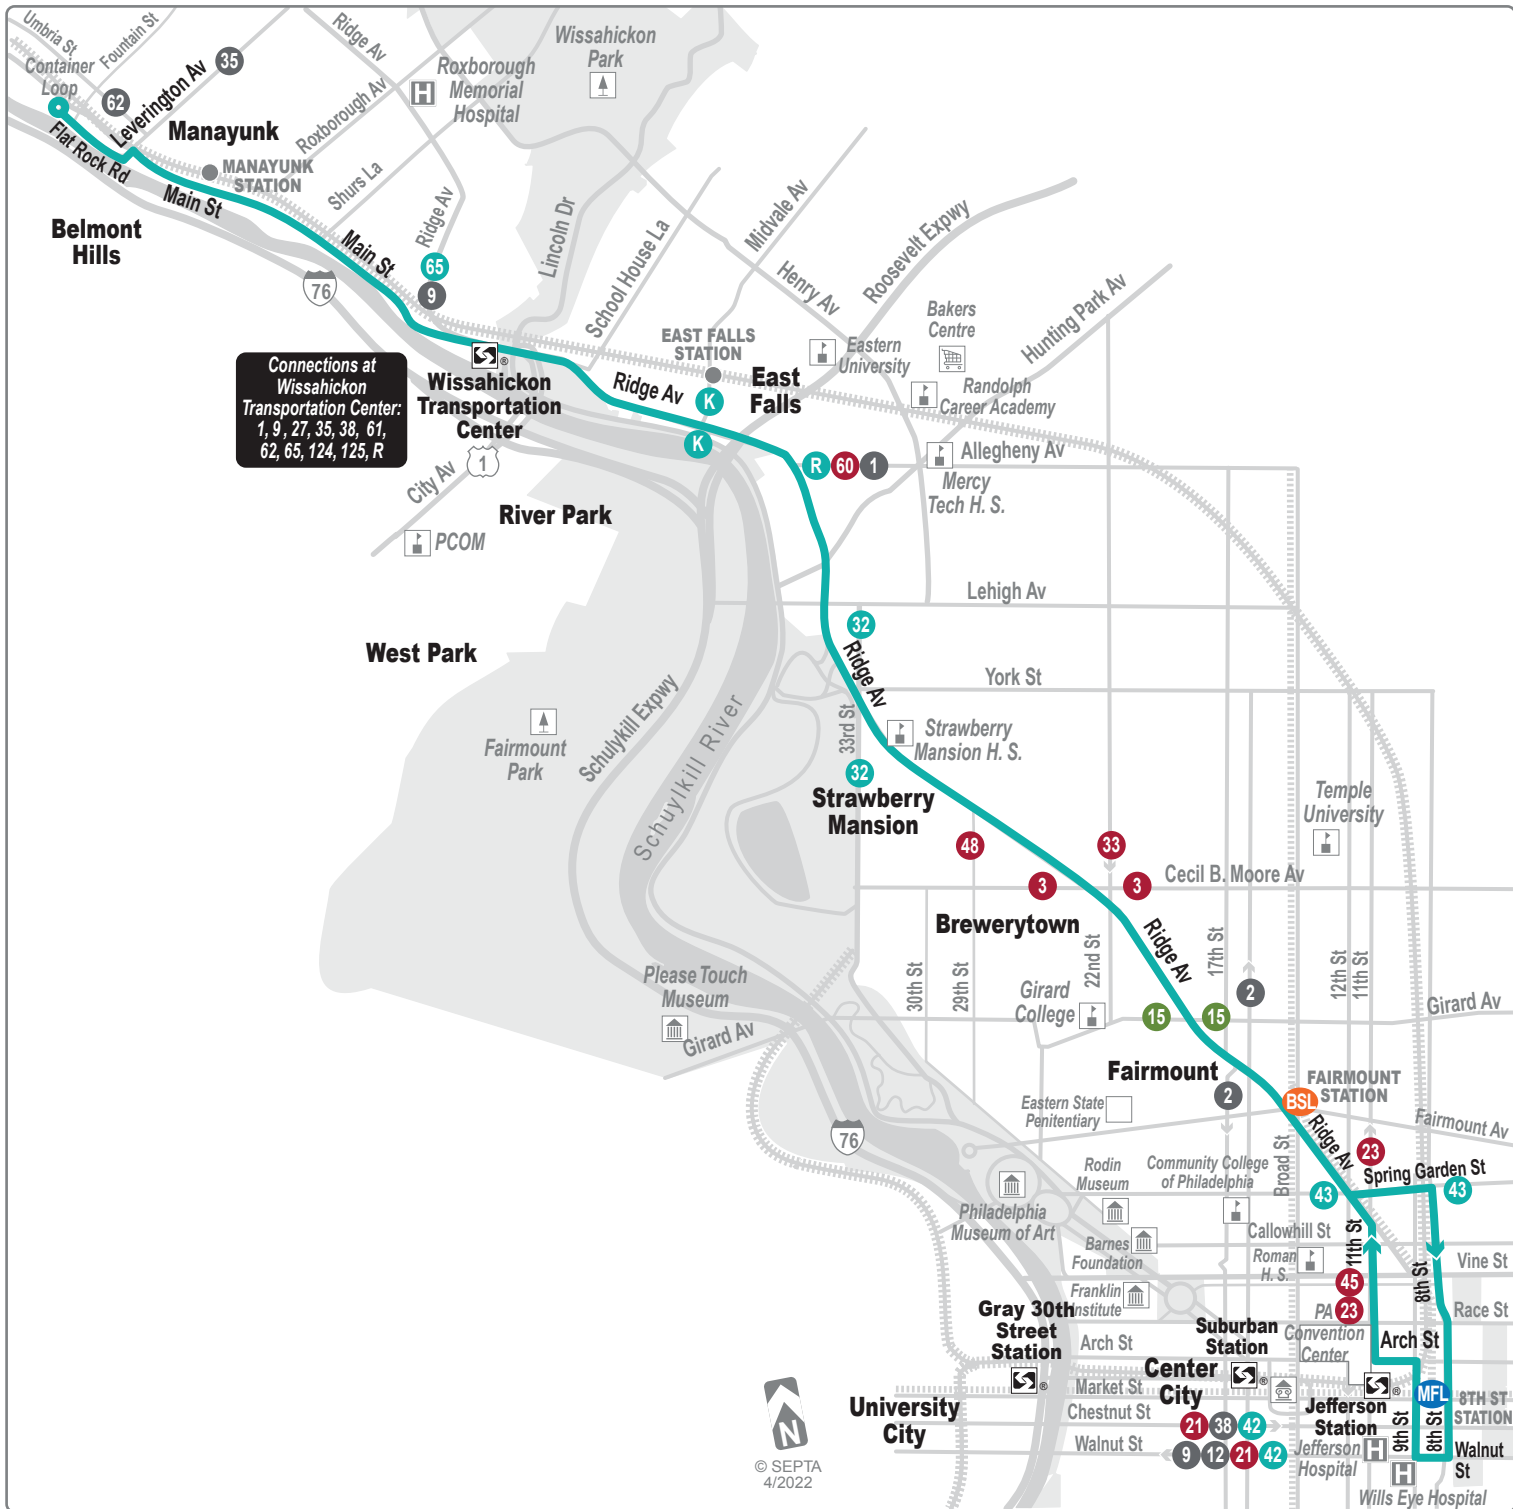 Umbria St
Fountain St
Container
Loop
62
Leverington Av
35
Ridge Av
Roxborough Av
Roxborough
Memorial
Hospital
H
Wissahickon
Park
Manayunk
MANAYUNK
STATION
Flat Rock Rd
Main St
Shurs La
Belmont
Hills
Main St
Ridge Av
65
9
76
Lincoln Dr
School House La
Midvale Av
Henry Av
Roosevelt Expwy
Hunting Park Av
Bakers
Centre
Eastern
University
EAST FALLS
STATION
East
Falls
Randolph
Career Academy
Connections at
Wissahickon
Transportation Center:
1, 9 , 27, 35, 38, 61,
62, 65, 124, 125, R
®
Wissahickon
Transportation
Center
Ridge Av
K
K
R
60
1
Allegheny Av
Mercy
Tech H. S.
City Av
1
PCOM
River Park
Lehigh Av
32
Ridge Av
West Park
York St
33rd St
Strawberry
Mansion H. S.
Schulykill Expwy
Schuylkill River
Fairmount
Park
32
Strawberry
Mansion
Temple
University
48
33
3
3
Cecil B. Moore Av
Brewerytown
Ridge Av
30th St
29th St
22nd St
17th St
12th St
11th St
Please Touch
Museum
Girard Av
Girard
College
2
15
15
Girard Av
Fairmount
2
FAIRMOUNT
STATION
BSL
Eastern State
Penitentiary
Fairmount Av
76
Ridge Av
23
Spring Garden St
Broad St
43
43
Rodin
Museum
Community College
of Philadelphia
Philadelphia
Museum of Art
Callowhill St
Barnes
Foundation
Roman
H. S.
11th St
8th St
Vine St
45
Franklin
Institute
PA
23
Convention
Center
Race St
Gray 30th
Street
Station
®
Suburban
Station
®
Arch St
Arch St
Center
City
Market St
Jefferson
Station
®
MFL
8TH ST
STATION
University
City
Chestnut St
21
38
42
Walnut St
9
12
21
42
Jefferson
Hospital
H
9th St
8th St
Walnut
St
H
Wills Eye Hospital
N
© SEPTA
4/2022